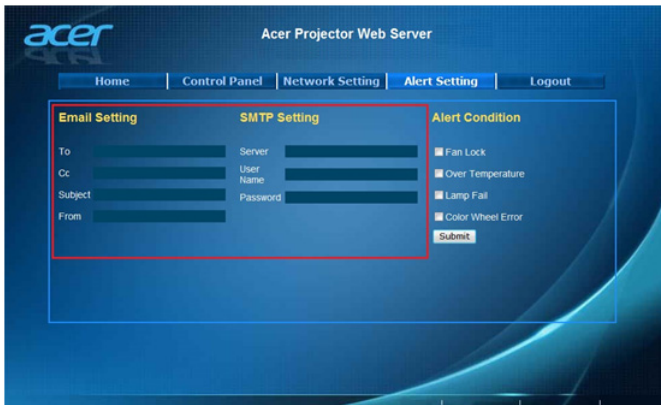 acer
Acer Projector Web Server
Home Control Panel Network Setting Alert Setting Logout
Email Setting
To
Cc
Subject
From
SMTP Setting
Server
User
Name
Password
Alert Condition
Fan Lock
Over Temperature
Lamp Fail
Color Wheel Error
Submit